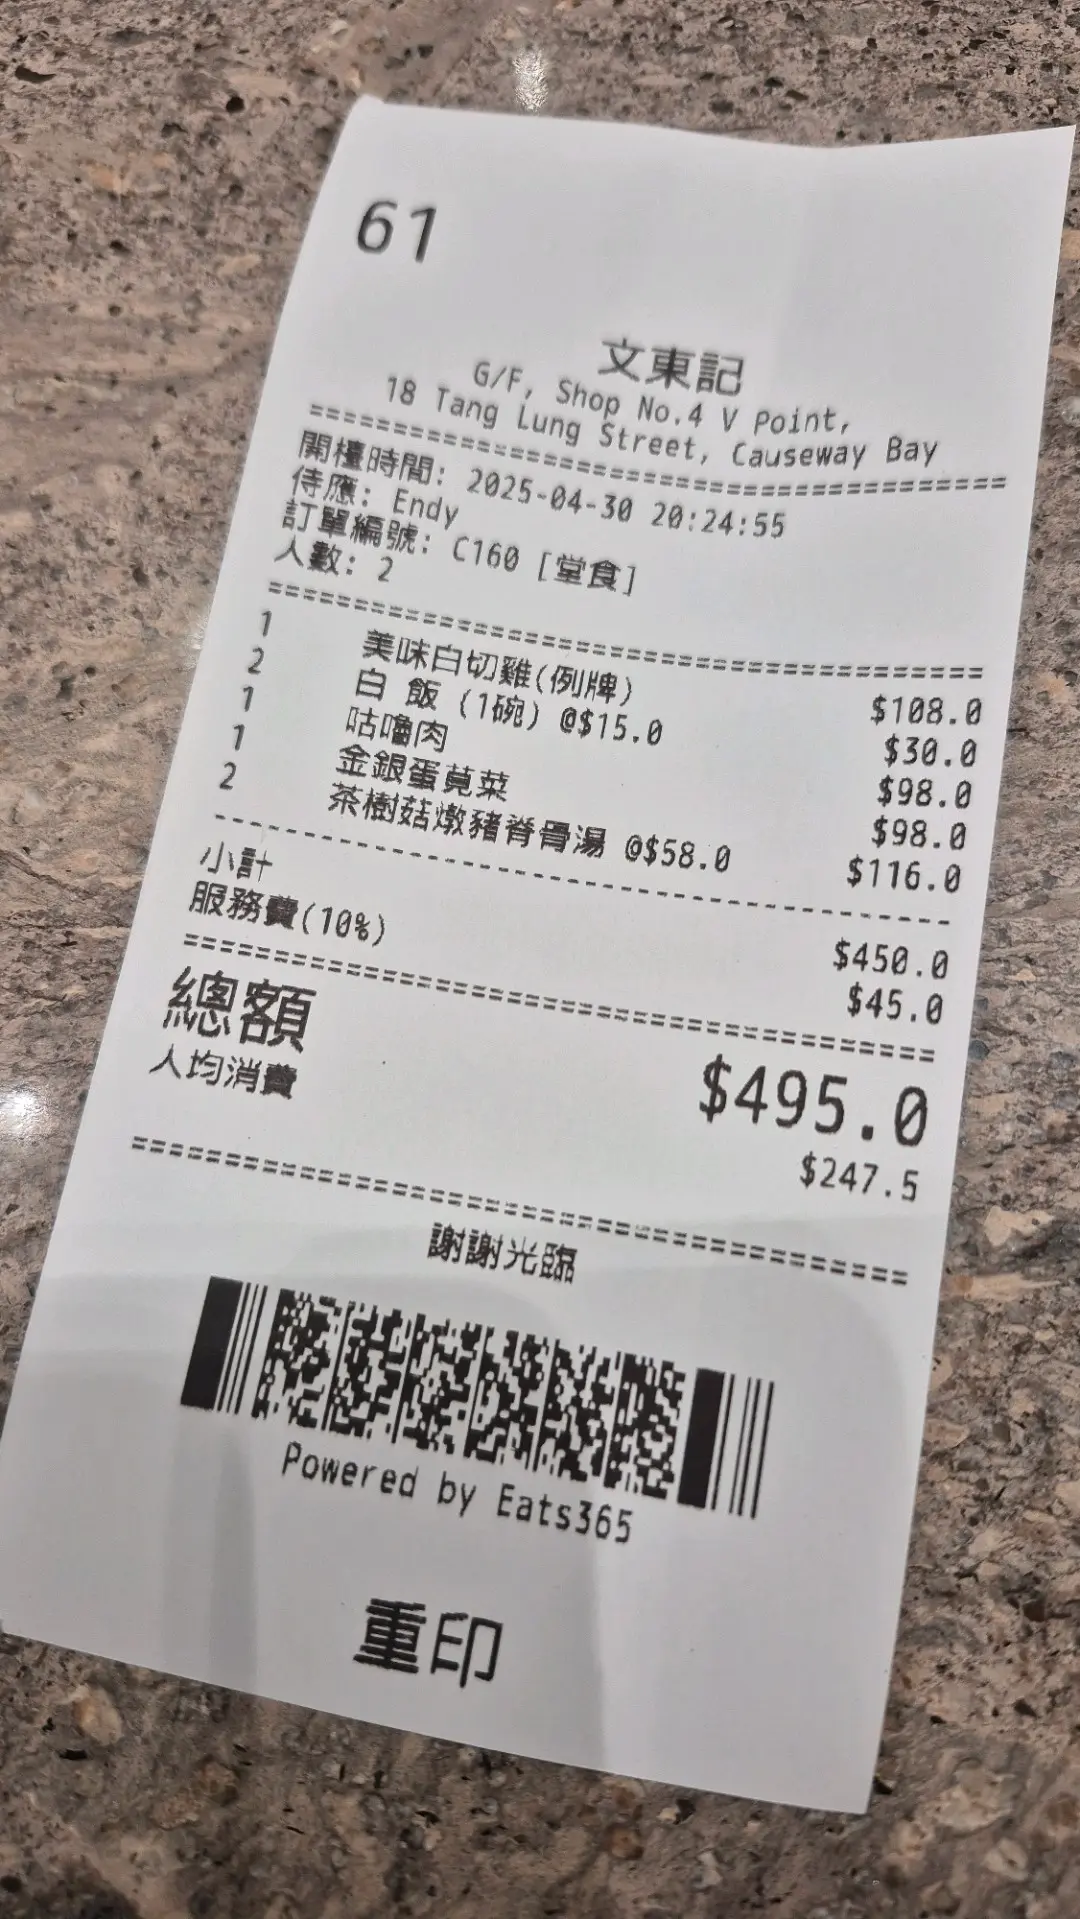 61
文東記
G/F, Shop No.4 V Point,
18 Tang Lung Street, Causeway Bay
開檯時間: 2025-04-30 20:24:55
侍應: Endy
訂單編號: C160 [堂食]
人數: 2
1 美味白切雞(例牌) $108.0
2 白 飯 (1碗) @$15.0 $30.0
1 咕嚕肉 $98.0
1 金銀蛋莧菜 $98.0
2 茶樹菇燉豬脊骨湯 @$58.0 $116.0
小計 $450.0
服務費(10%) $45.0
總額 $495.0
人均消費 $247.5
謝謝光臨
Powered by Eats365
重印